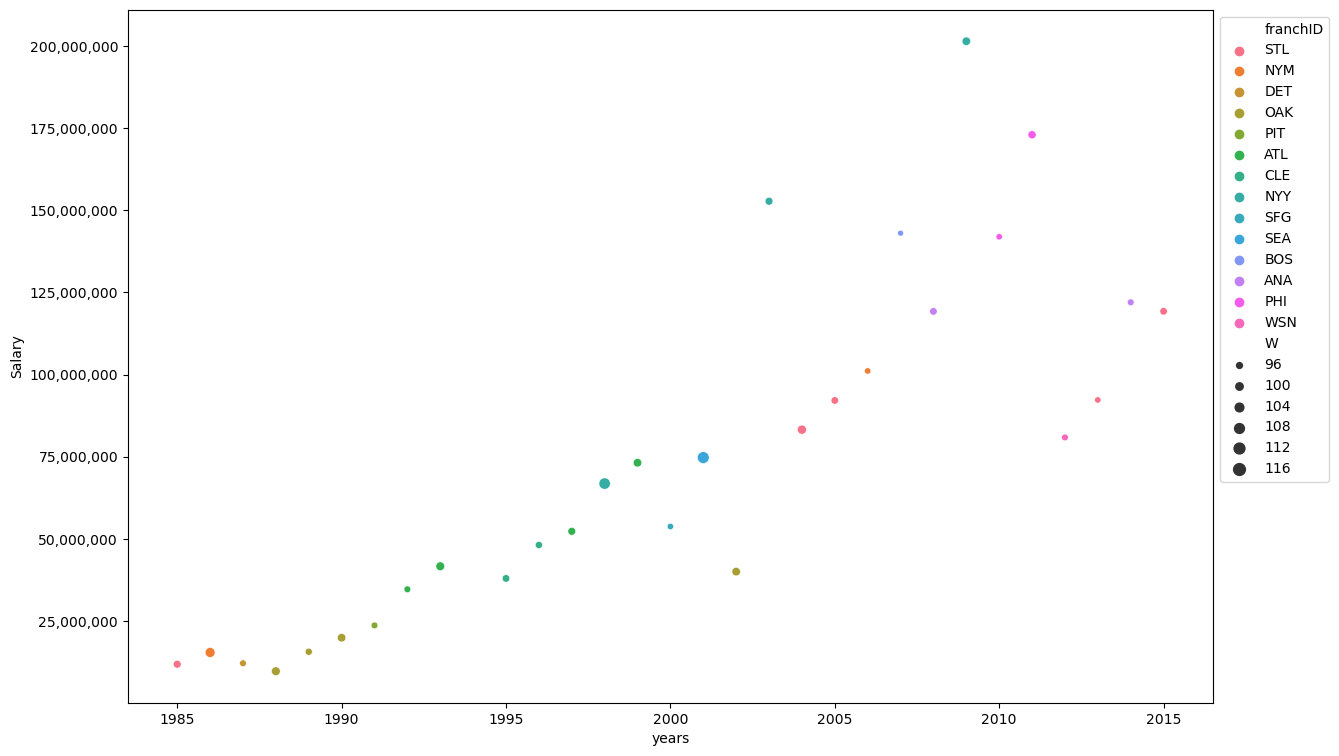 200,000,000
175,000,000
150,000,000
125,000,000
100,000,000
75,000,000
50,000,000
25,000,000
Salary
1985 1990 1995 2000 2005 2010 2015
years
franchID
STL
NYM
DET
OAK
PIT
ATL
CLE
NYY
SFG
SEA
BOS
ANA
PHI
WSN
W
96
100
104
108
112
116